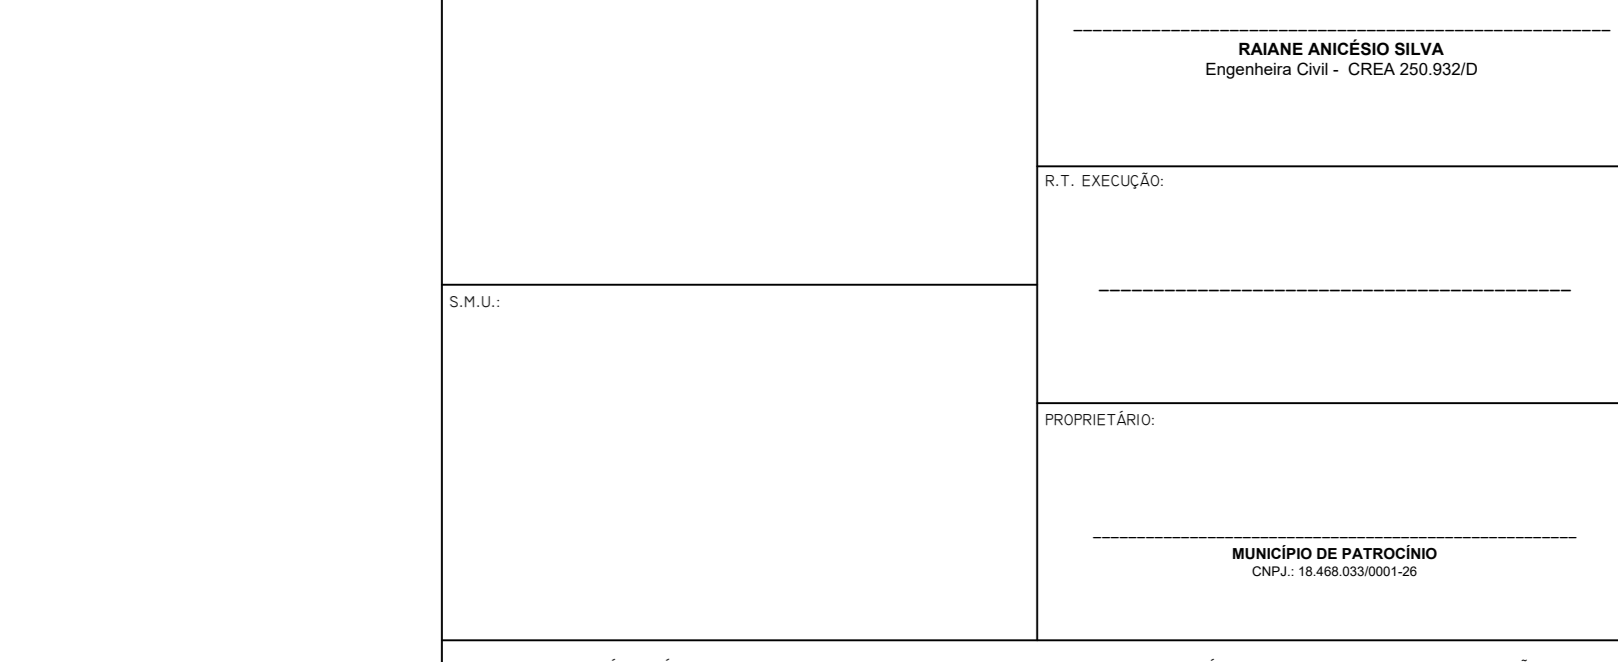 RAIANE ANICÉSIO SILVA
Engenheira Civil - CREA 250.932/D
R.T. EXECUÇÃO:
S.M.U.:
PROPRIETÁRIO:
MUNICÍPIO DE PATROCÍNIO
CNPJ.: 18.468.033/0001-26